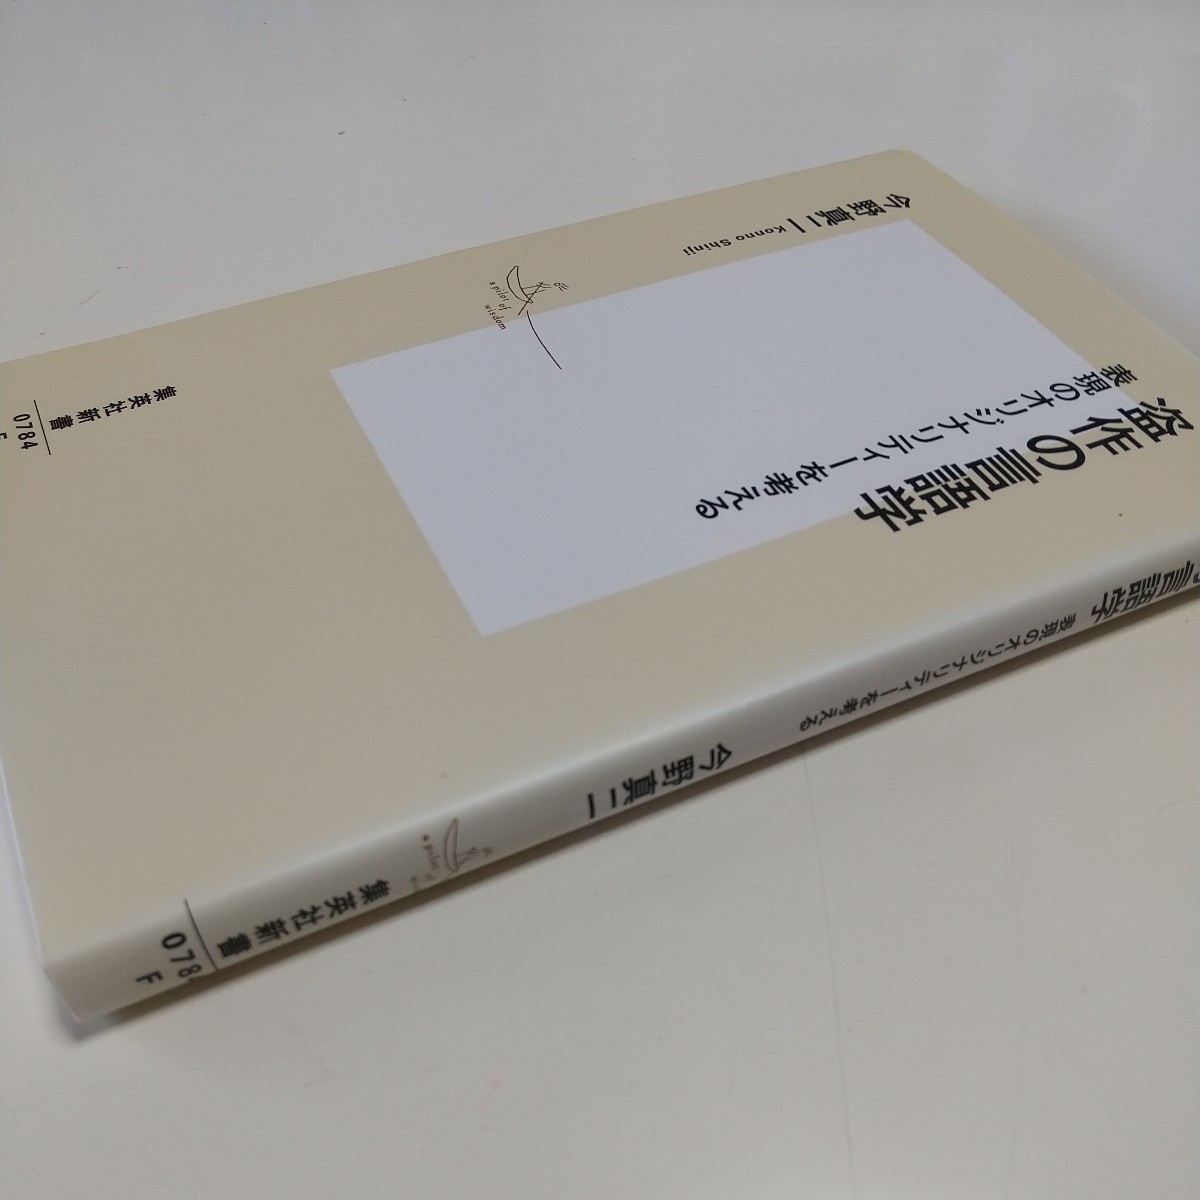 盗作の言語学
表現のオリジナリティーを考える
今野真二 Konno Shinji
a pilot of
wisdom
集英社新書
0784
言語学
表現のオリジナリティーを考える
今野真二
a pilot of
集英社新書
078
F